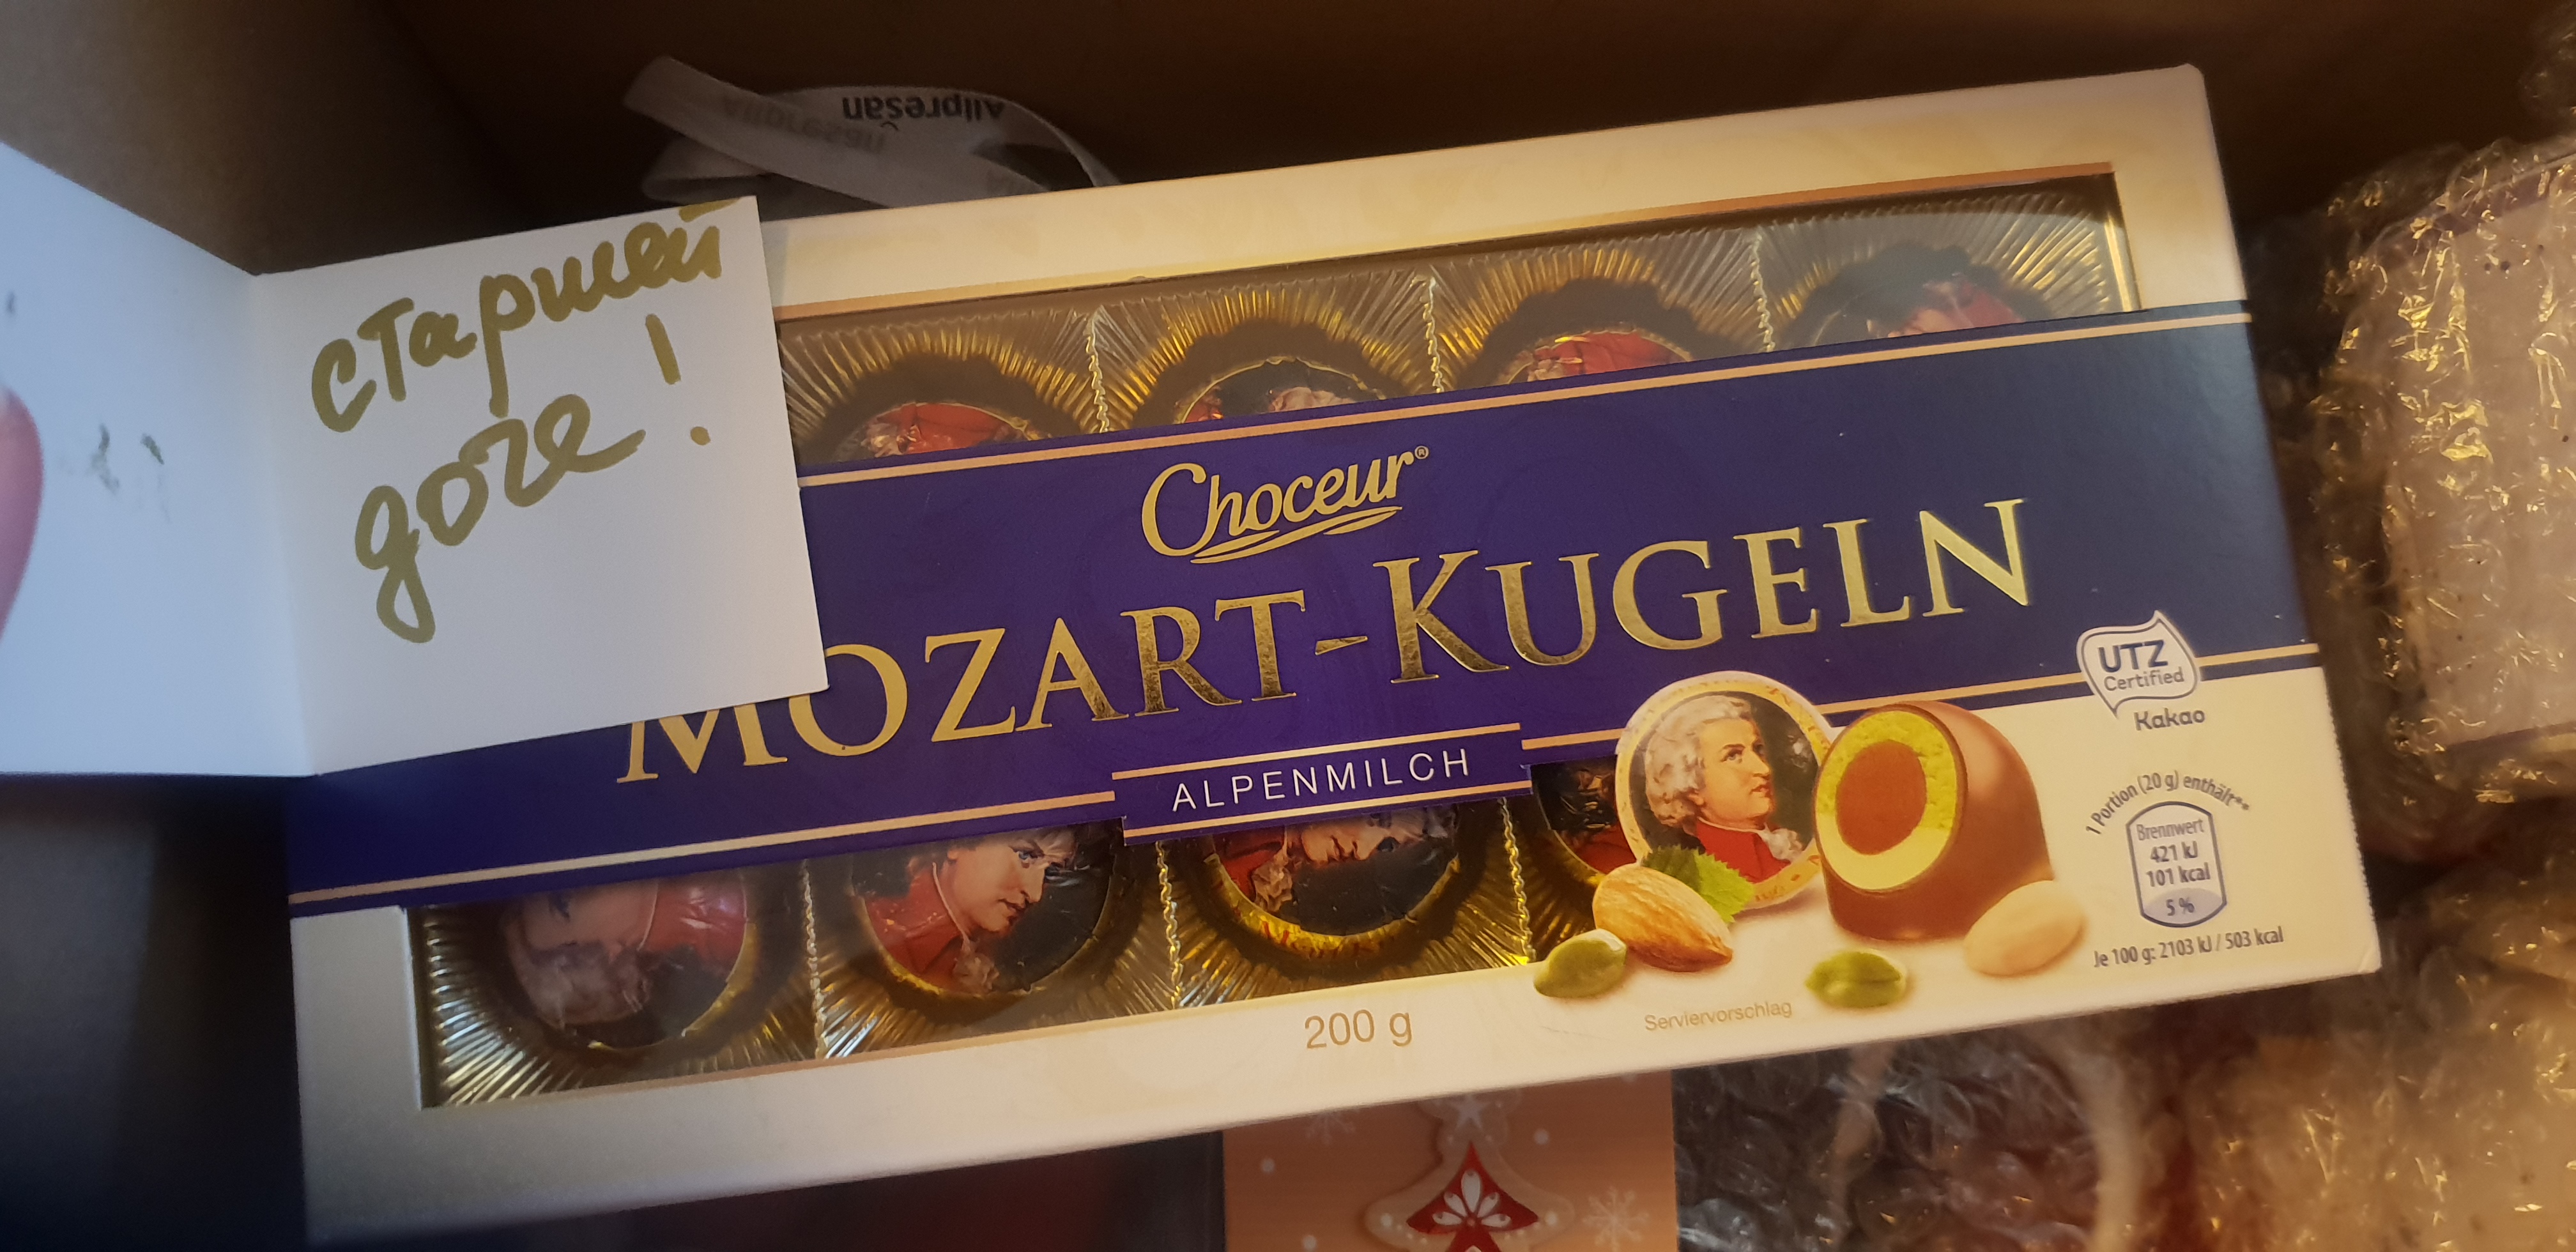 Allpresan
старшей
доче!
Choceur®
MOZART-KUGELN
ALPENMILCH
UTZ
Certified
Kakao
1 Portion (20 g) enthält**
Brennwert
421 kJ
101 kcal
5 %
Je 100 g: 2103 kJ / 503 kcal
200 g
Serviervorschlag